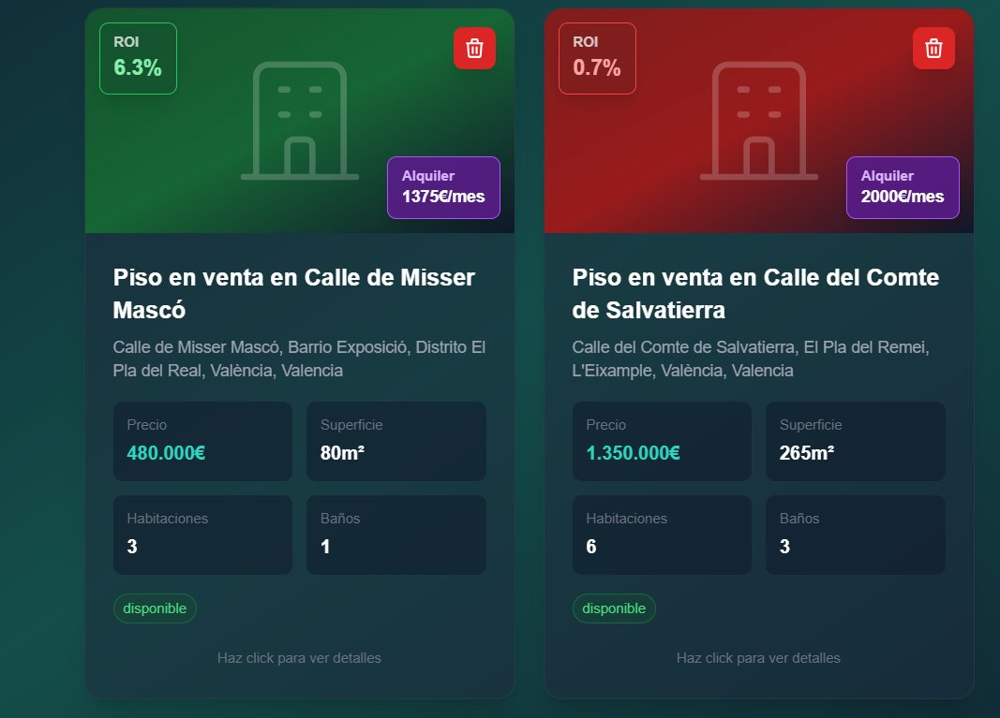 ROI
6.3%
Alquiler
1375€/mes
Piso en venta en Calle de Misser
Mascó
Calle de Misser Mascó, Barrio Exposició, Distrito El
Pla del Real, València, Valencia
Precio
480.000€
Superficie
80m²
Habitaciones
3
Baños
1
disponible
Haz click para ver detalles
ROI
0.7%
Alquiler
2000€/mes
Piso en venta en Calle del Comte
de Salvatierra
Calle del Comte de Salvatierra, El Pla del Remei,
L'Eixample, València, Valencia
Precio
1.350.000€
Superficie
265m²
Habitaciones
6
Baños
3
disponible
Haz click para ver detalles